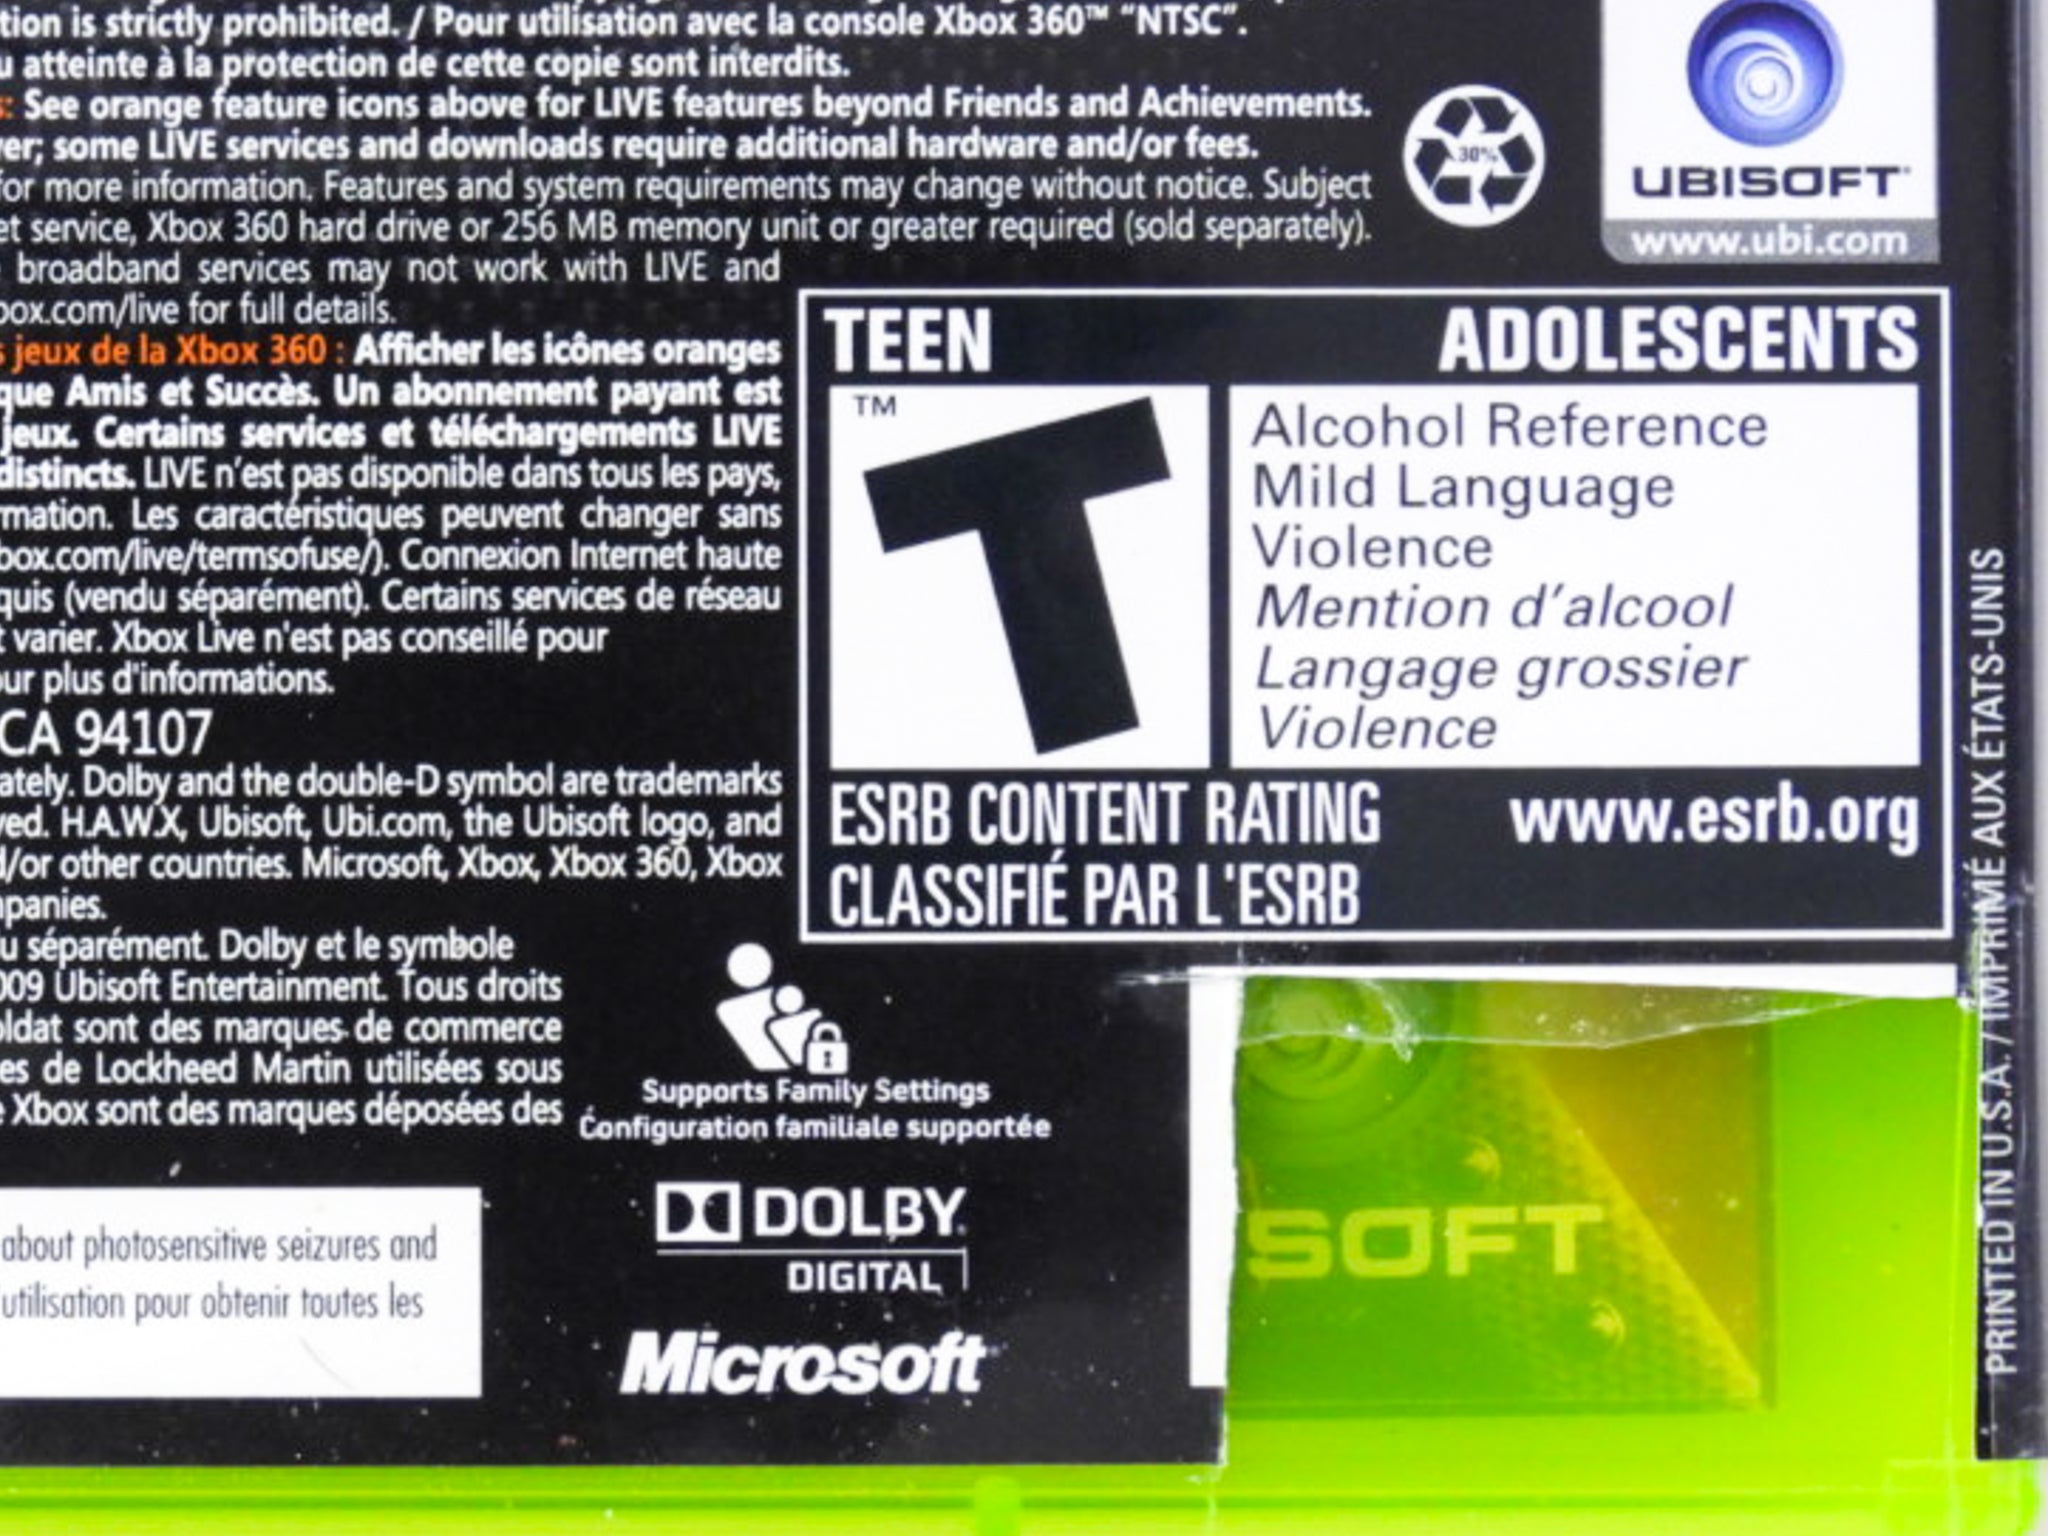 tion is strictly prohibited. / Pour utilisation avec la console Xbox 360™ “NTSC”.
atteinte à la protection de cette copie sont interdits.
See orange feature icons above for LIVE features beyond Friends and Achievements.
some LIVE services and downloads require additional hardware and/or fees.
for more information. Features and system requirements may change without notice. Subject
et service, Xbox 360 hard drive or 256 MB memory unit or greater required (sold separately).
broadband services may not work with LIVE and
box.com/live for full details.
jeux de la Xbox 360 : Afficher les icônes oranges
que Amis et Succès. Un abonnement payant est
jeux. Certains services et téléchargements LIVE
distincts. LIVE n’est pas disponible dans tous les pays,
rmation. Les caractéristiques peuvent changer sans
box.com/live/termsofuse/). Connexion Internet haute
quis (vendu séparément). Certains services de réseau
t varier. Xbox Live n'est pas conseillé pour
ur plus d'informations.
CA 94107
ately. Dolby and the double-D symbol are trademarks
ved. H.A.W.X, Ubisoft, Ubi.com, the Ubisoft logo, and
d/or other countries. Microsoft, Xbox, Xbox 360, Xbox
mpanies.
u séparément. Dolby et le symbole
009 Ubisoft Entertainment. Tous droits
oldat sont des marques de commerce
es de Lockheed Martin utilisées sous
e Xbox sont des marques déposées des
about photosensitive seizures and
utilisation pour obtenir toutes les
30%
UBISOFT
www.ubi.com
TEEN ADOLESCENTS
™
T
Alcohol Reference
Mild Language
Violence
Mention d’alcool
Langage grossier
Violence
ESRB CONTENT RATING www.esrb.org
CLASSIFIÉ PAR L'ESRB
Supports Family Settings
Configuration familiale supportée
DOLBY
DIGITAL
Microsoft
SOFT
PRINTED IN U.S.A. / IMPRIMÉ AUX ÉTATS-UNIS